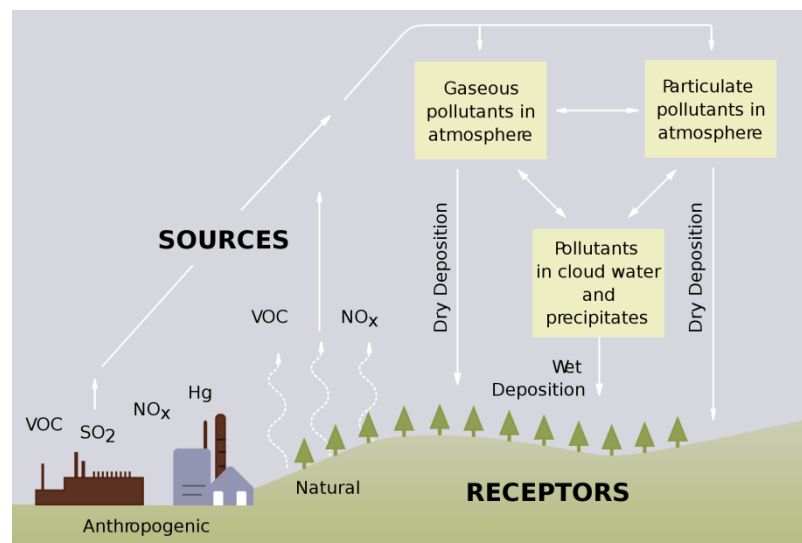 Gaseous
pollutants in
atmosphere
Particulate
pollutants in
atmosphere
SOURCES
Dry Deposition
Pollutants
in cloud water
and
precipitates
Dry Deposition
VOC
NOx
Wet
Deposition
Hg
NOx
VOC
SO2
Natural
RECEPTORS
Anthropogenic